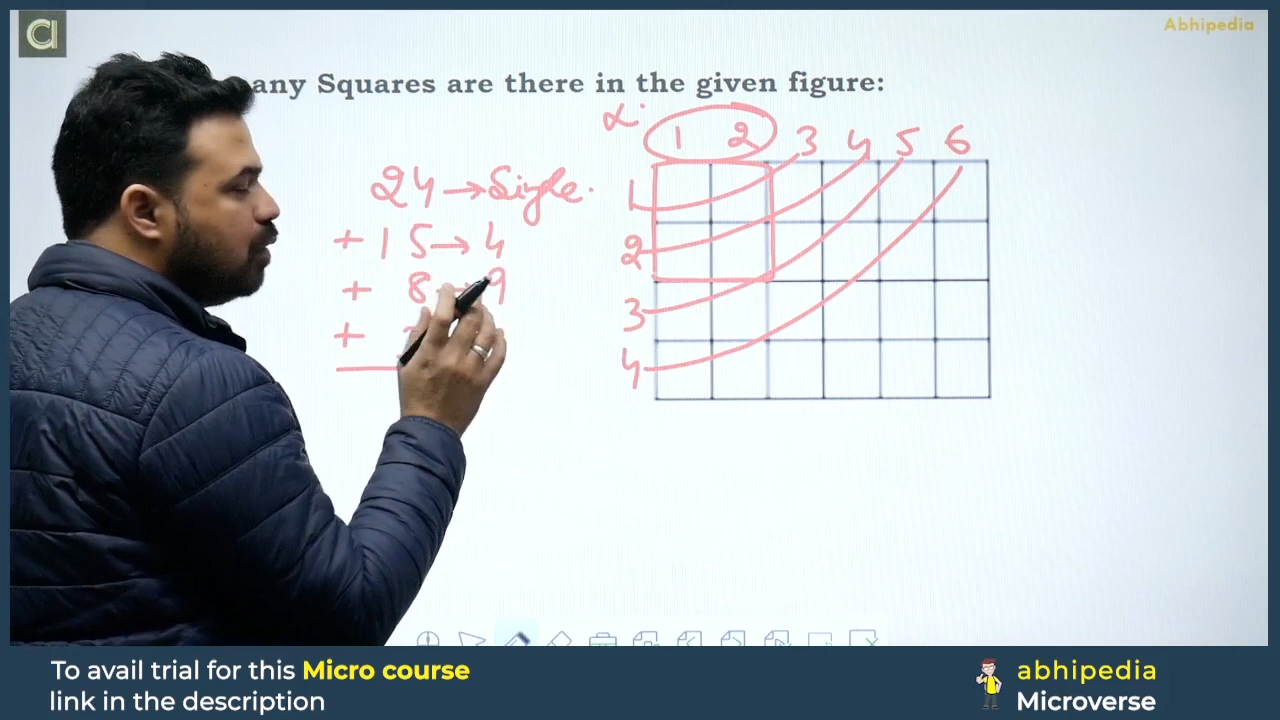 Abhipedia
any Squares are there in the given figure:
α.
1 2 3 4 5 6
24 → Single.
+ 15 → 4
+ 8 → 9
+
1
2
3
4
To avail trial for this Micro course
link in the description
abhipedia
Microverse